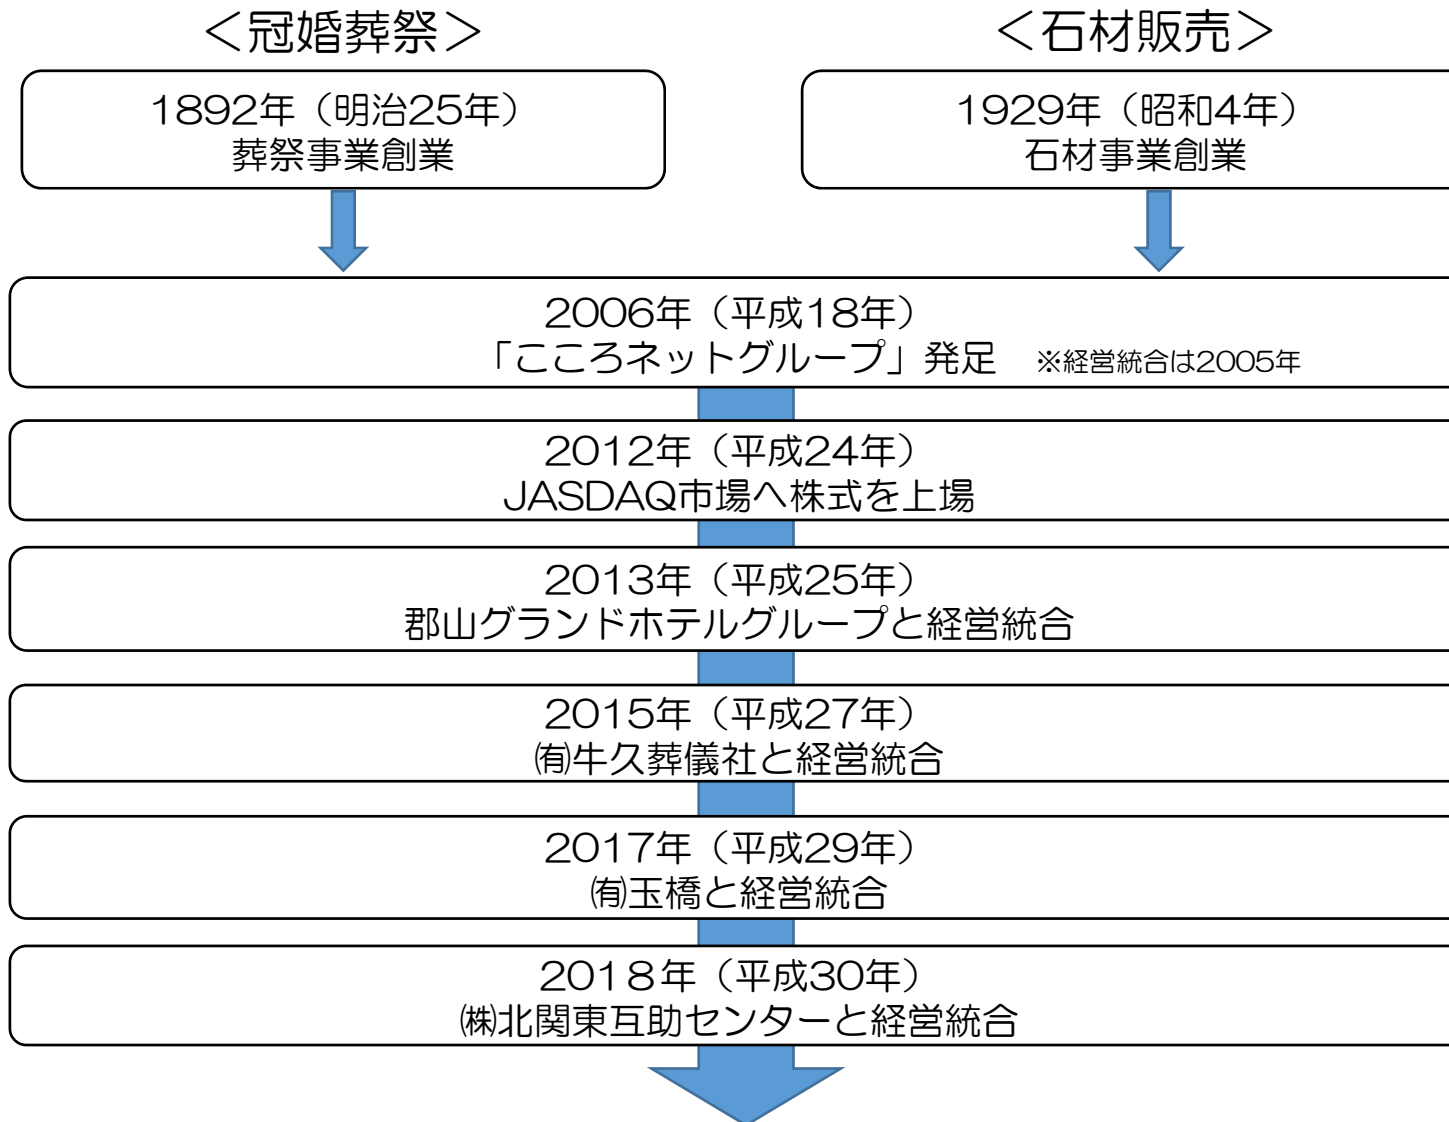 ＜冠婚葬祭＞
＜石材販売＞
1892年（明治25年）
葬祭事業創業
1929年（昭和4年）
石材事業創業
2006年（平成18年）
「こころネットグループ」発足　※経営統合は2005年
2012年（平成24年）
JASDAQ市場へ株式を上場
2013年（平成25年）
郡山グランドホテルグループと経営統合
2015年（平成27年）
㈲牛久葬儀社と経営統合
2017年（平成29年）
㈲玉橋と経営統合
2018年（平成30年）
㈱北関東互助センターと経営統合